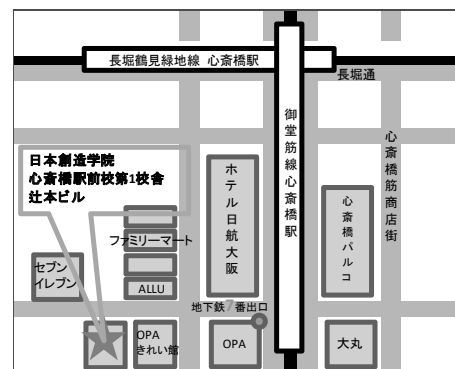 長堀鶴見緑地線 心斎橋駅
長堀通
御堂筋線心斎橋駅
心斎橋筋商店街
日本創造学院
心斎橋駅前校第1校舎
辻本ビル
ホテル日航大阪
心斎橋パルコ
ファミリーマート
セブン
イレブン
ALLU
地下鉄7番出口
OPA
きれい館
OPA
大丸